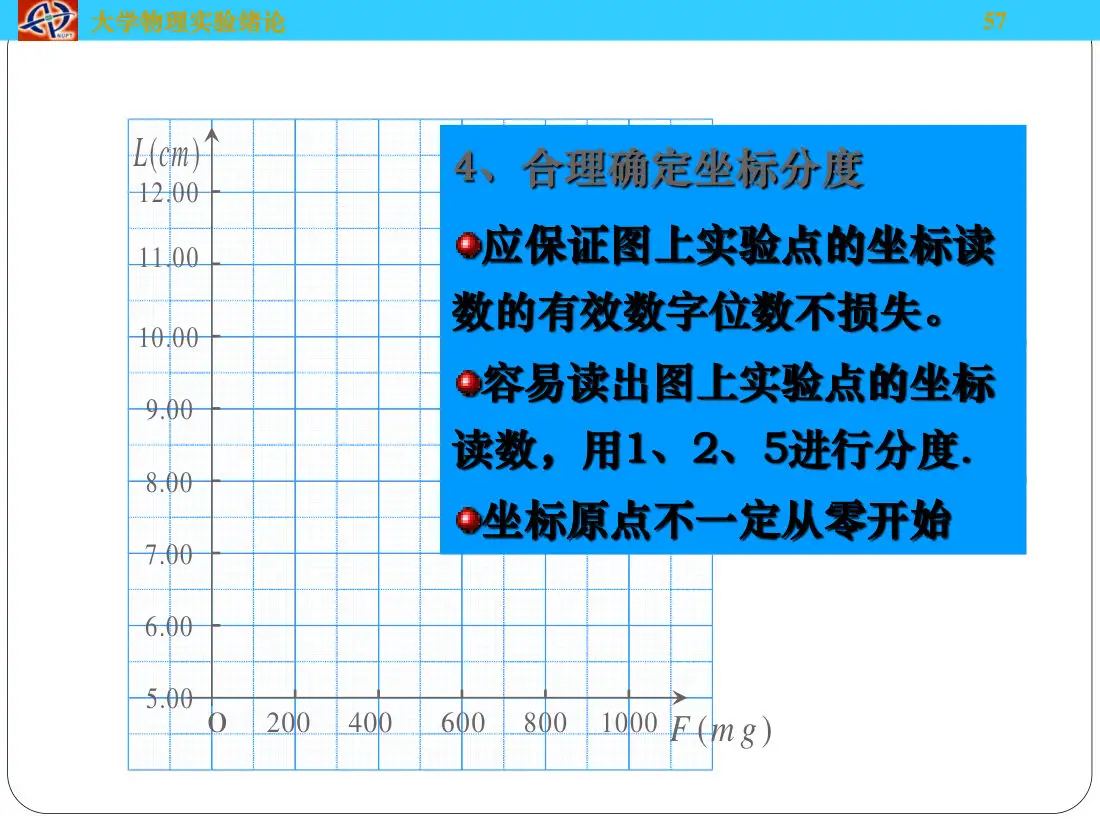 大学物理实验绪论
57
NUPT
L(cm)
12.00
11.00
10.00
9.00
8.00
7.00
6.00
5.00
O 200 400 600 800 1000 F(mg)
4、合理确定坐标分度
应保证图上实验点的坐标读
数的有效数字位数不损失。
容易读出图上实验点的坐标
读数，用1、2、5进行分度.
坐标原点不一定从零开始